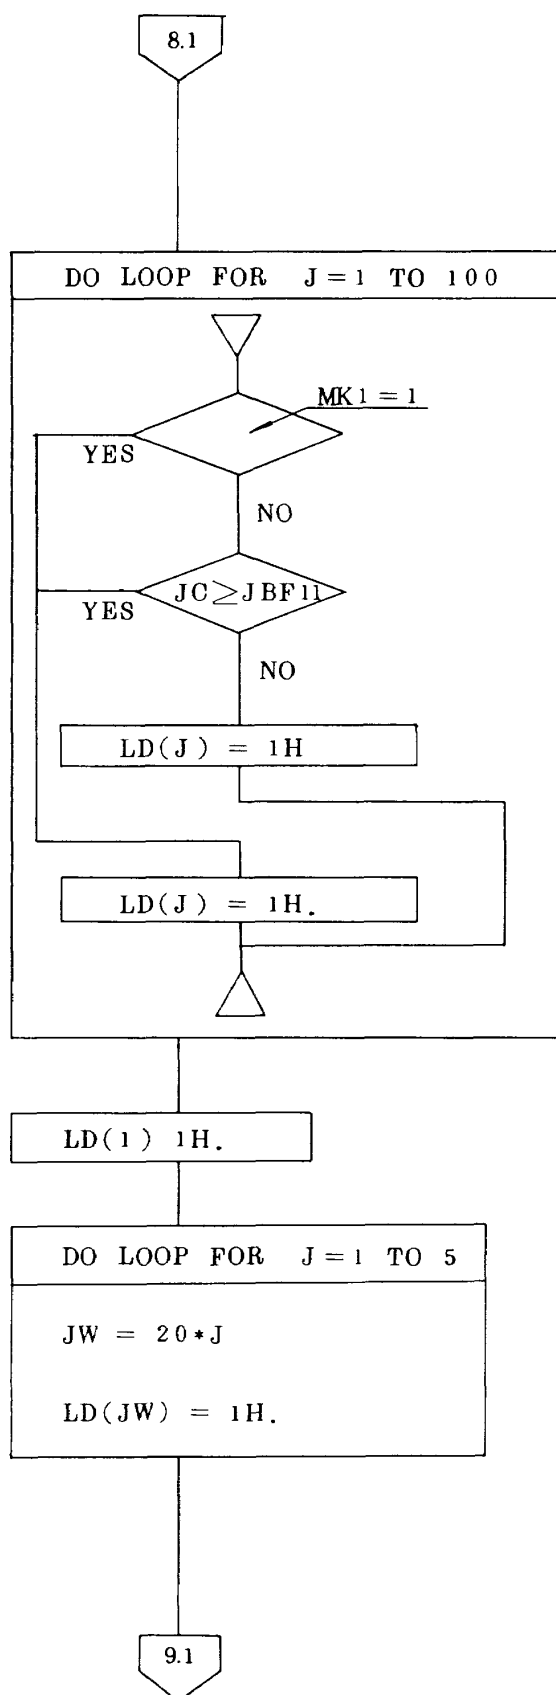 8.1
DO LOOP FOR J=1 TO 100
MK1=1
YES
NO
JC≥JBF11
YES
NO
LD(J) = 1H
LD(J) = 1H.
LD(1) 1H.
DO LOOP FOR J=1 TO 5
JW = 20*J
LD(JW) = 1H.
9.1